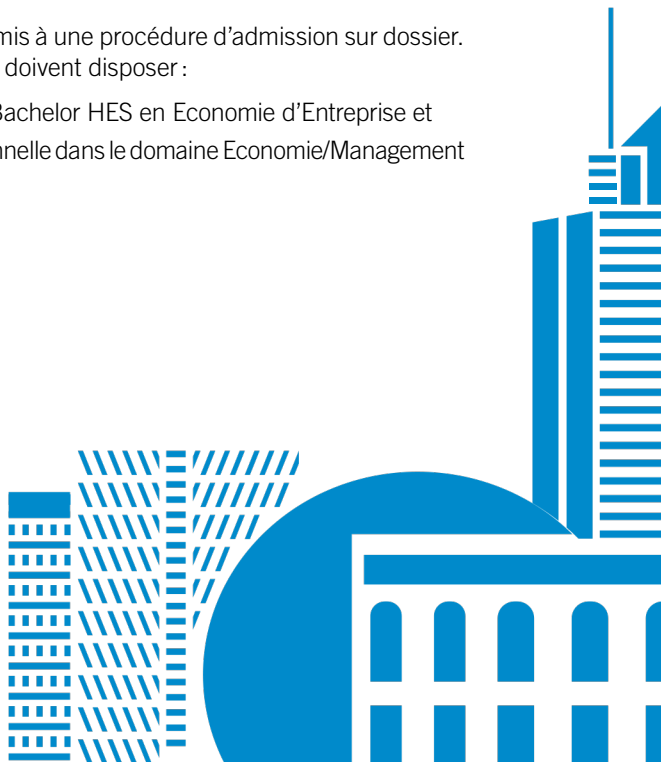 mis à une procédure d’admission sur dossier.
doivent disposer :
Bachelor HES en Economie d’Entreprise et
nnelle dans le domaine Economie/Management